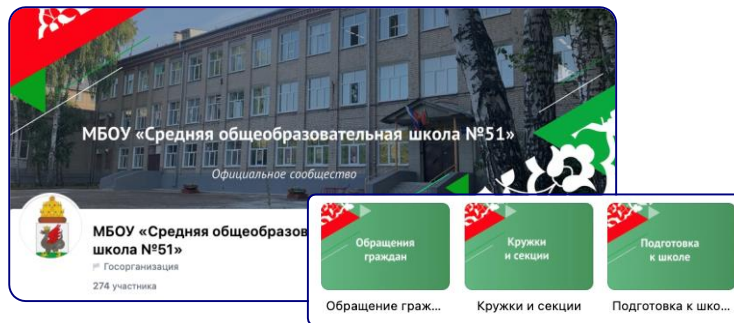 МБОУ «Средняя общеобразовательная школа №51»
Официальное сообщество
МБОУ «Средняя общеобразов
школа №51»
Госорганизация
274 участника
Обращения
граждан
Кружки
и секции
Подготовка
к школе
Обращение граж...
Кружки и секции
Подготовка к шко...